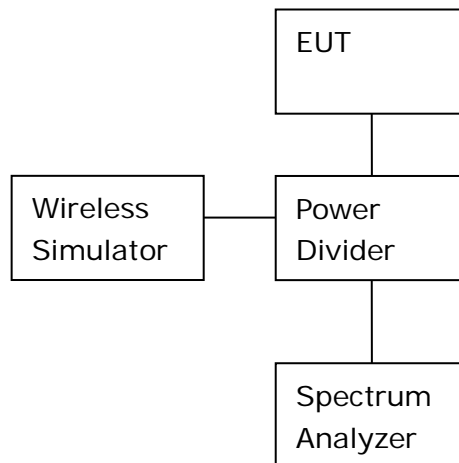 EUT
Wireless
Simulator
Power
Divider
Spectrum
Analyzer